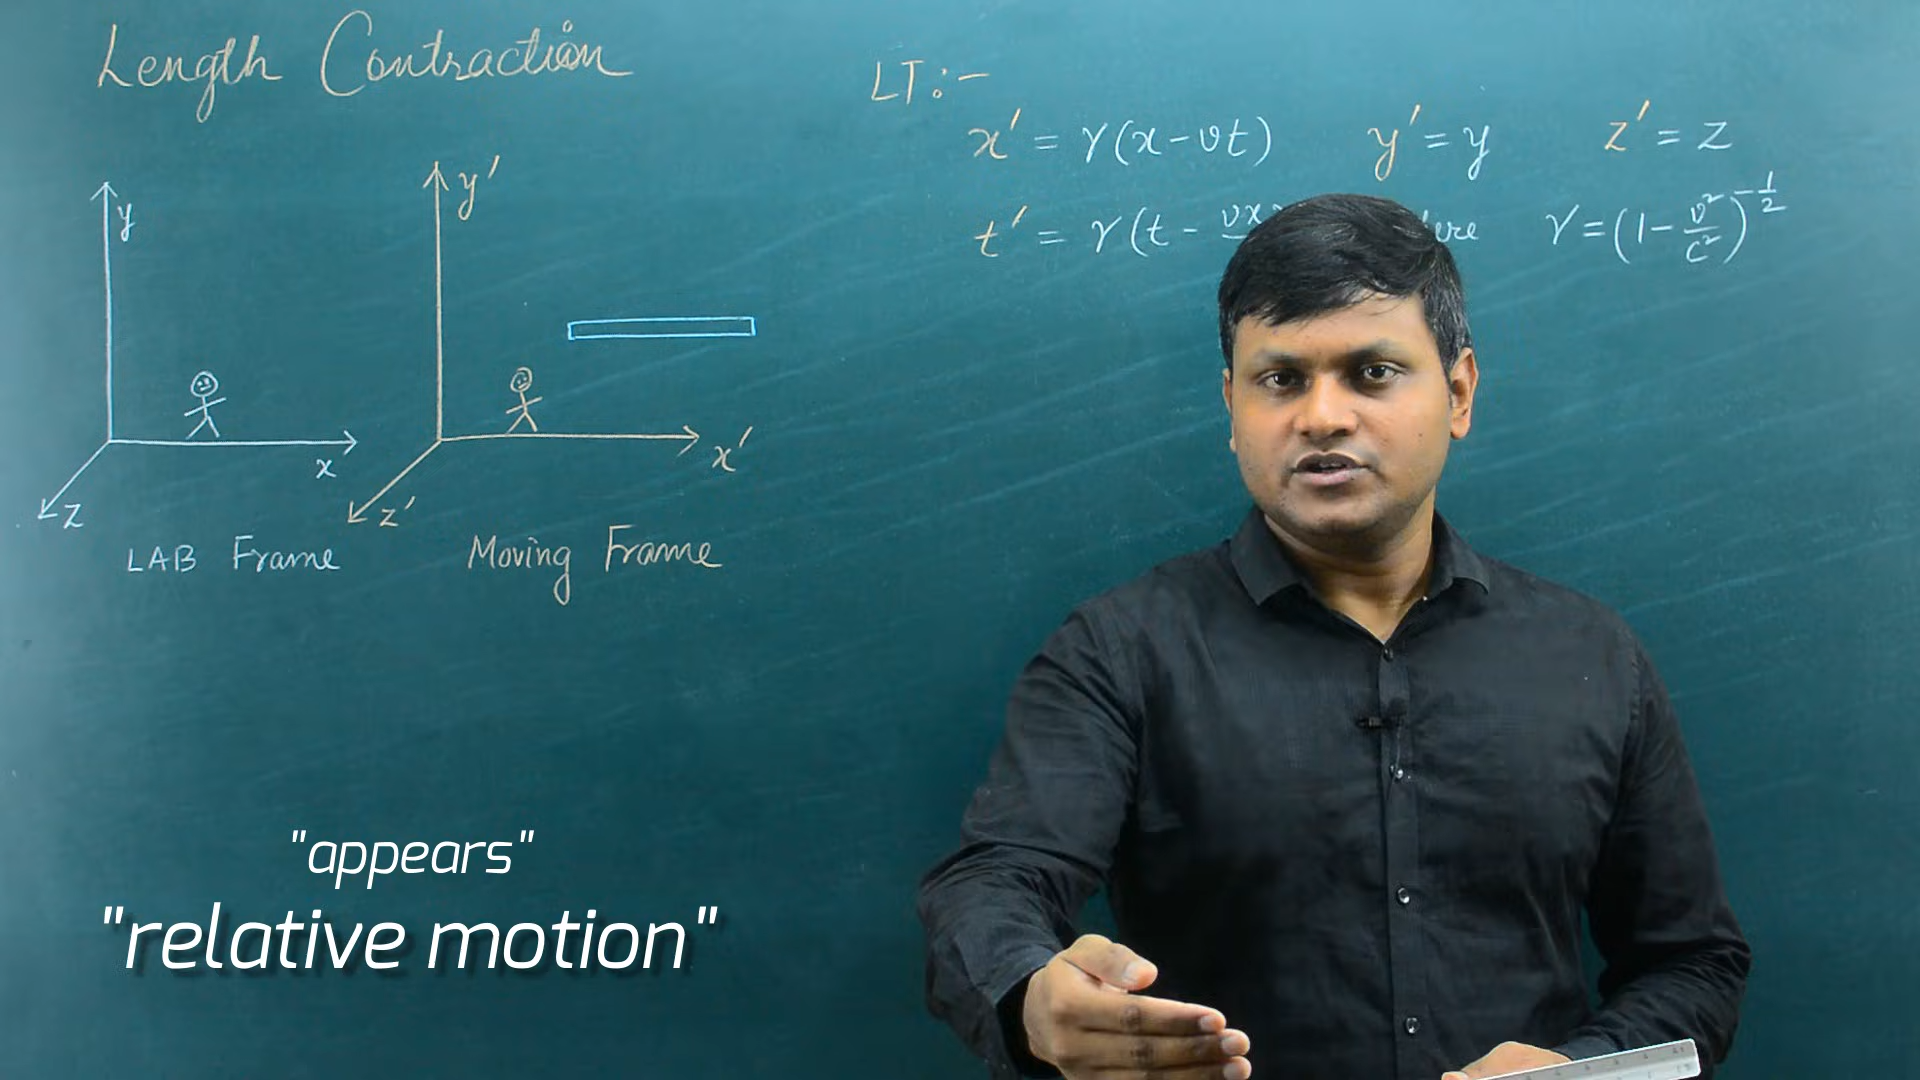 Length Contraction
LT:-
x' = γ(x-vt) y' = y z' = z
t' = γ(t - vx γ = (1 - v²/c²)^-1/2
y
y'
x
x'
z
z'
LAB Frame
Moving Frame
"appears"
"relative motion"